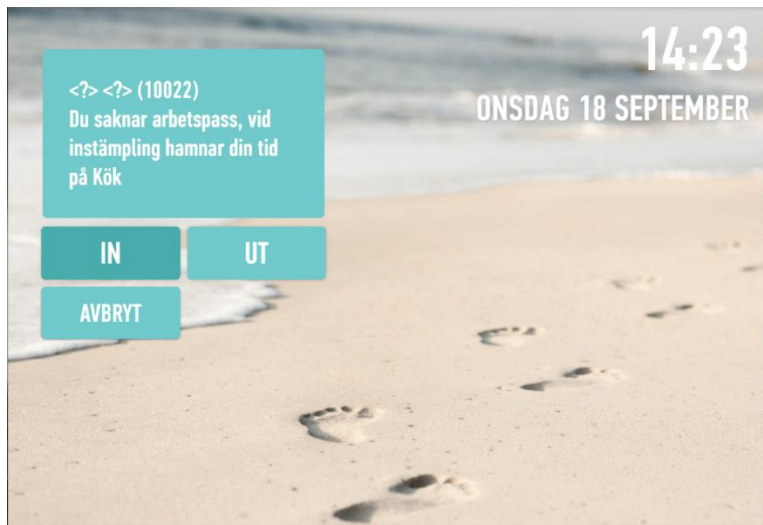 14:23
ONSDAG 18 SEPTEMBER
<?> <?> (10022)
Du saknar arbetspass, vid
instämpling hamnar din tid
på Kök
IN
UT
AVBRYT